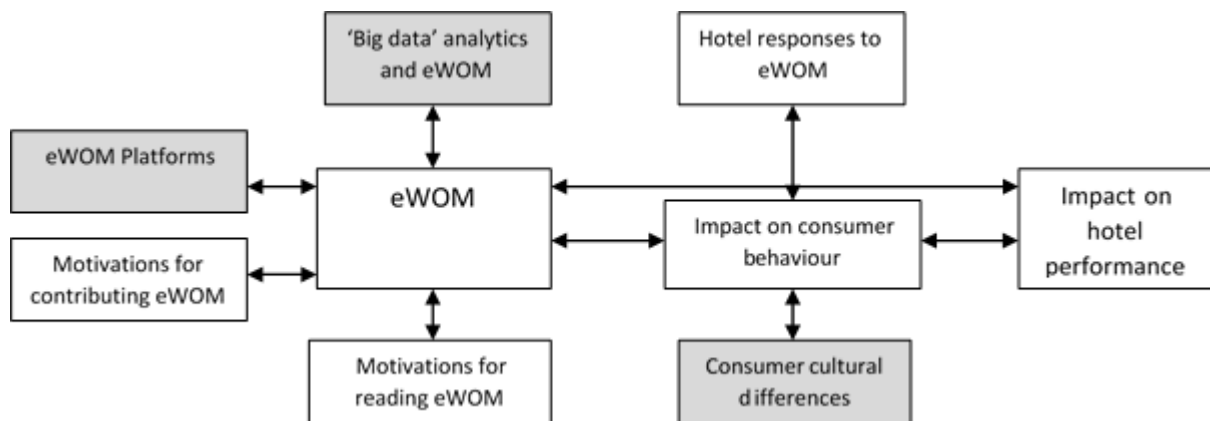 ‘Big data’ analytics
and eWOM
Hotel responses to
eWOM
eWOM Platforms
eWOM
Impact on
hotel
performance
Impact on consumer
behaviour
Motivations for
contributing eWOM
Motivations for
reading eWOM
Consumer cultural
differences